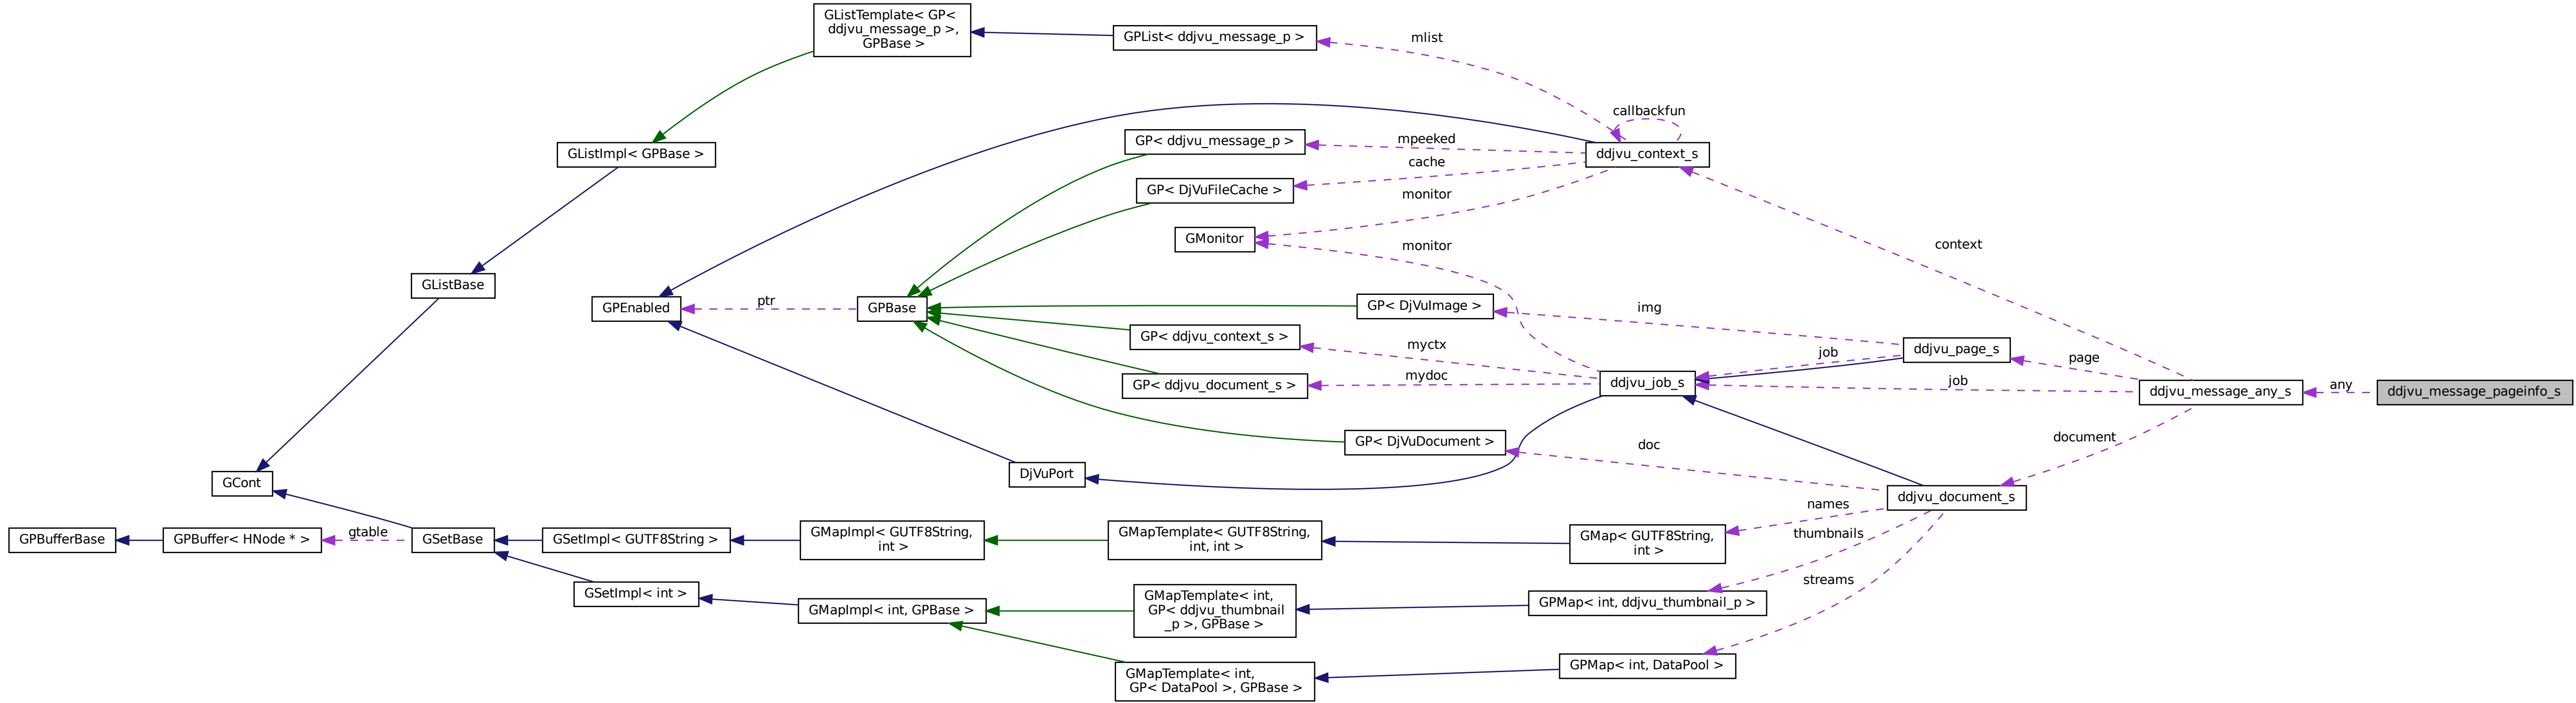 GListTemplate< GP<
ddjvu_message_p >,
GPBase >
GPList< ddjvu_message_p >
mlist
callbackfun
GP< ddjvu_message_p >
mpeeked
GListImpl< GPBase >
ddjvu_context_s
cache
GP< DjVuFileCache >
monitor
GMonitor
monitor
context
GListBase
GPEnabled
ptr
GPBase
GP< DjVuImage >
img
GP< ddjvu_context_s >
myctx
job
ddjvu_page_s
page
GP< ddjvu_document_s >
mydoc
ddjvu_job_s
job
ddjvu_message_any_s
any
ddjvu_message_pageinfo_s
GP< DjVuDocument >
doc
document
DjVuPort
GCont
ddjvu_document_s
names
GPBufferBase
GPBuffer< HNode * >
gtable
GSetBase
GSetImpl< GUTF8String >
GMapImpl< GUTF8String,
int >
GMapTemplate< GUTF8String,
int, int >
GMap< GUTF8String,
int >
thumbnails
streams
GSetImpl< int >
GMapImpl< int, GPBase >
GMapTemplate< int,
GP< ddjvu_thumbnail
_p >, GPBase >
GPMap< int, ddjvu_thumbnail_p >
GMapTemplate< int,
GP< DataPool >, GPBase >
GPMap< int, DataPool >